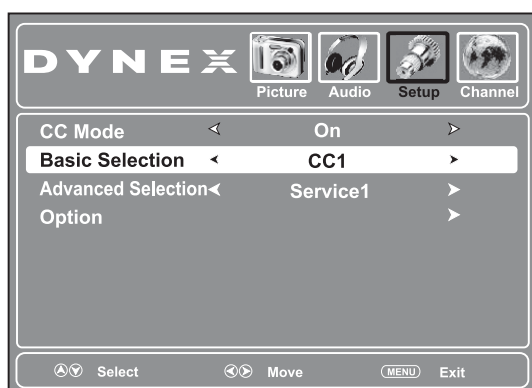 DYNEX
Picture Audio Setup Channel
CC Mode On
Basic Selection CC1
Advanced Selection Service1
Option
Select Move MENU Exit